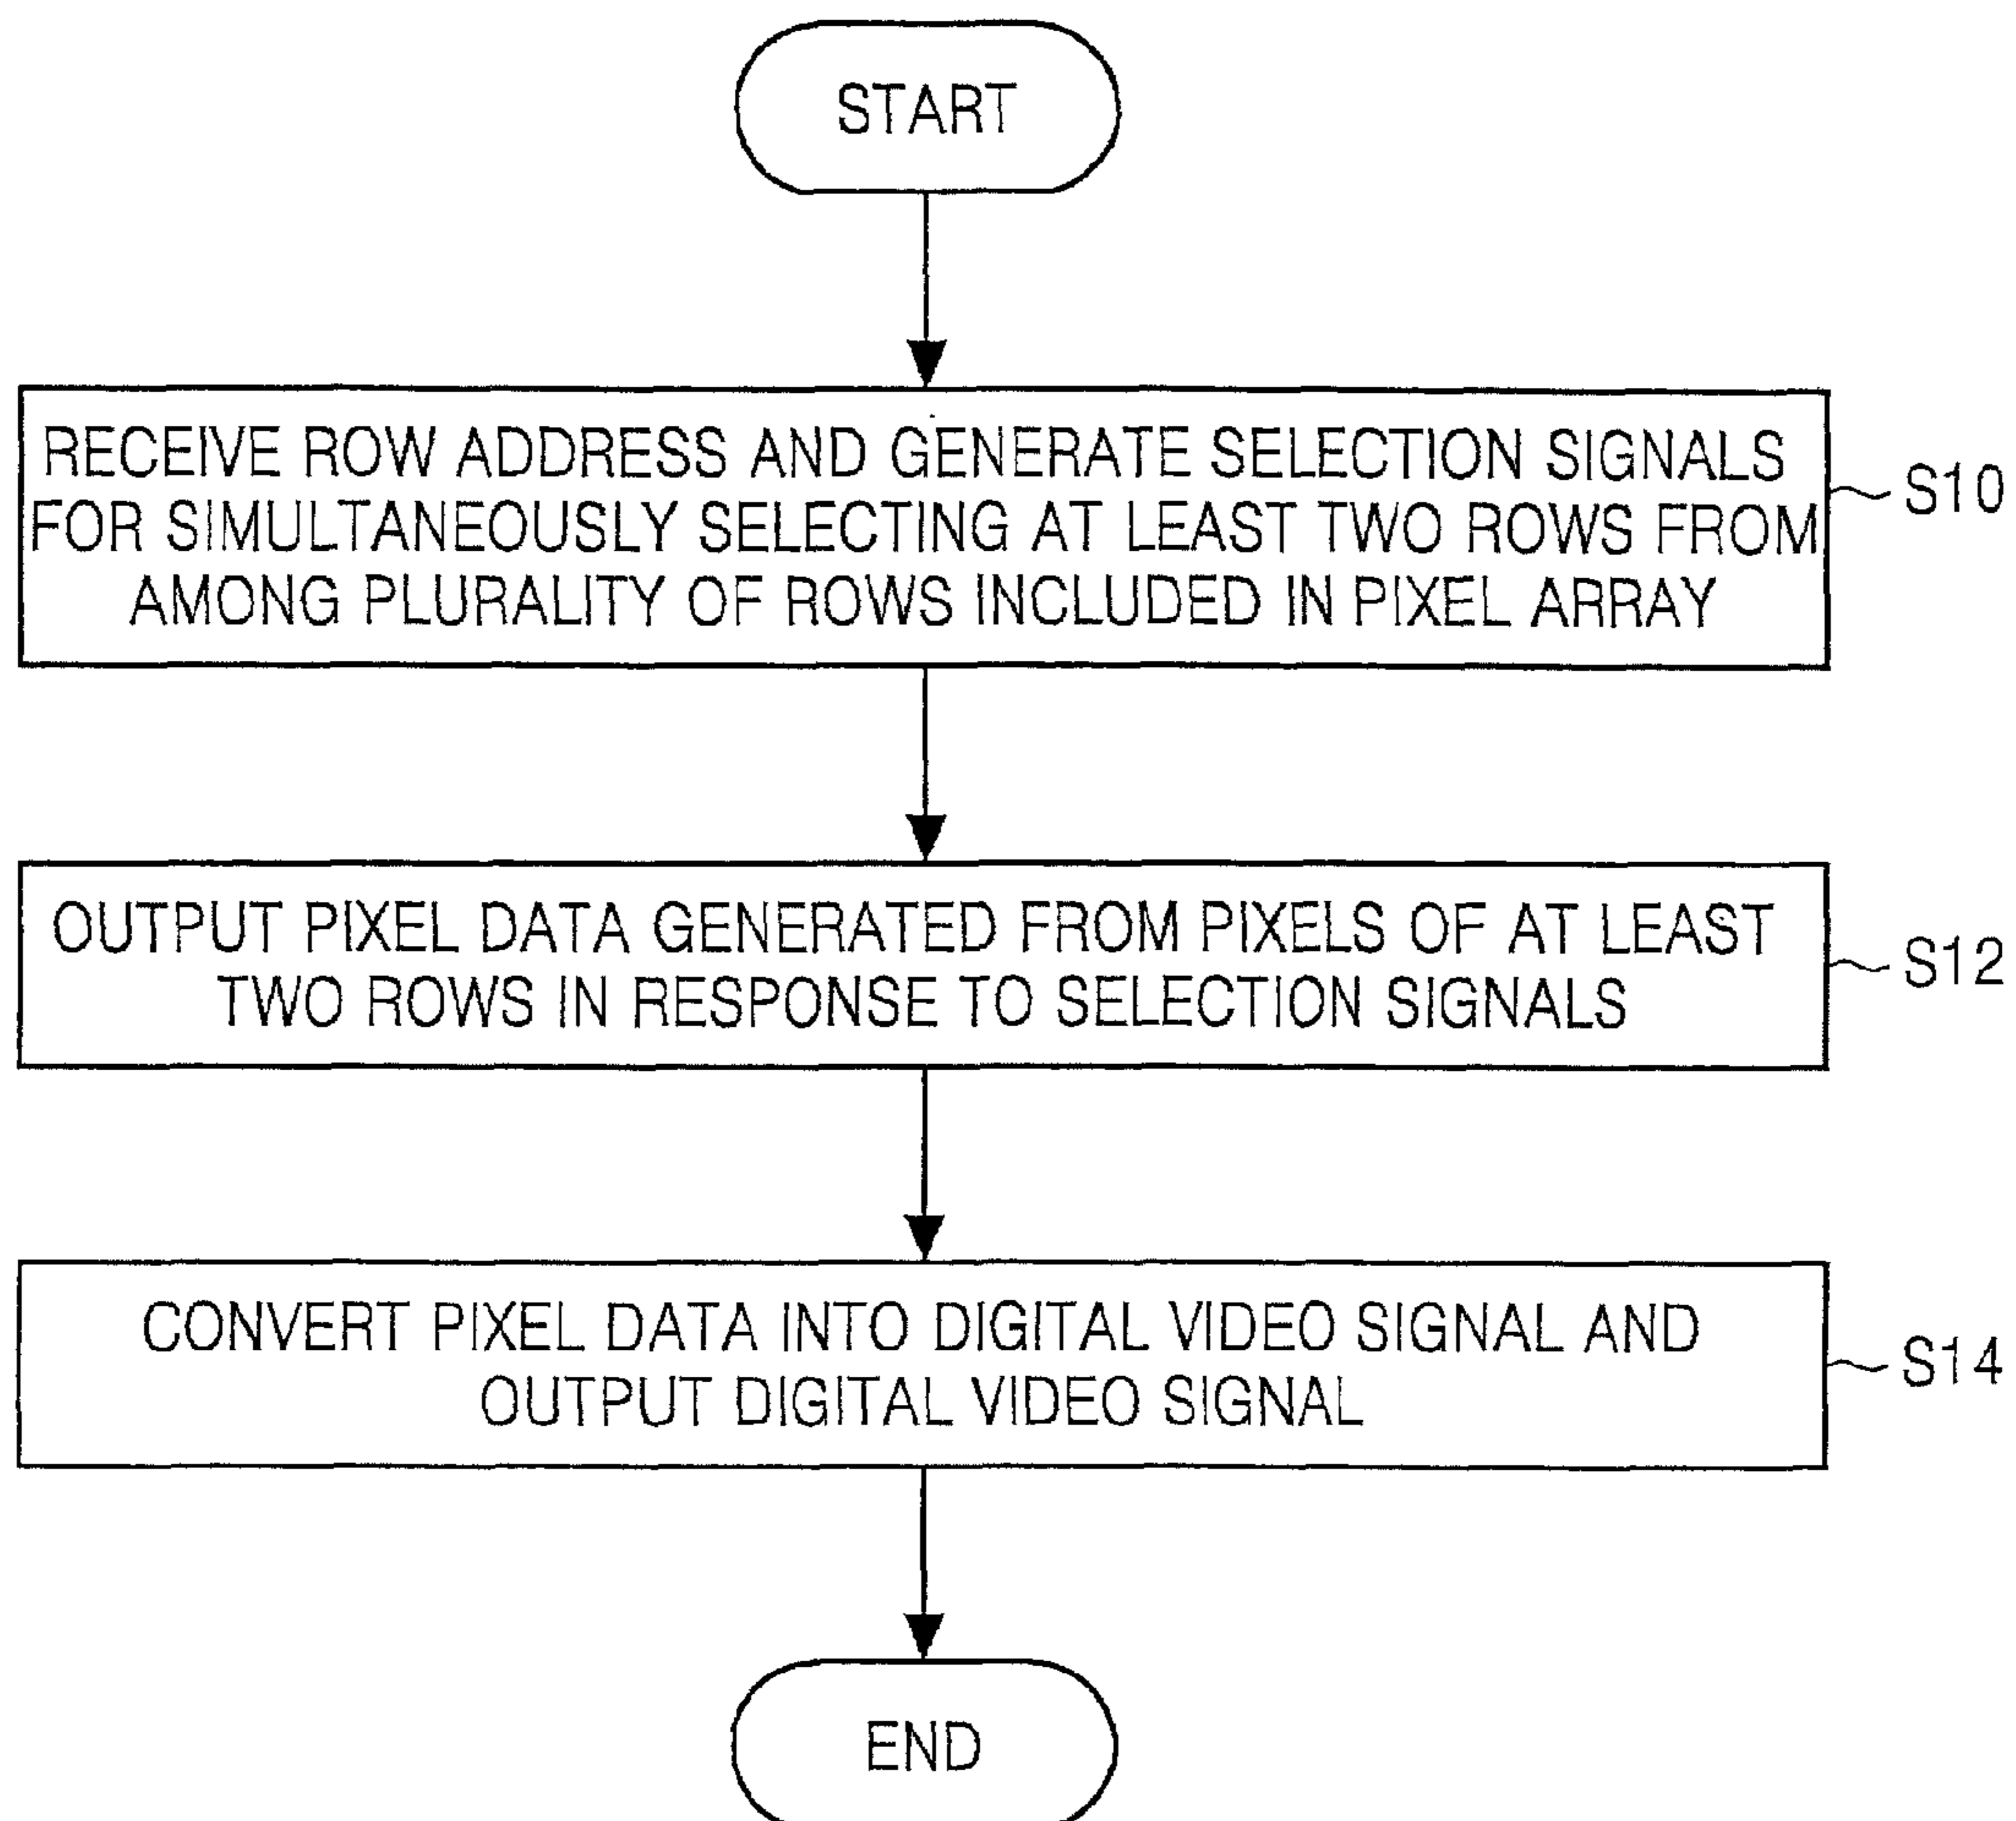 START
RECEIVE ROW ADDRESS AND GENERATE SELECTION SIGNALS
FOR SIMULTANEOUSLY SELECTING AT LEAST TWO ROWS FROM
AMONG PLURALITY OF ROWS INCLUDED IN PIXEL ARRAY
S10
OUTPUT PIXEL DATA GENERATED FROM PIXELS OF AT LEAST
TWO ROWS IN RESPONSE TO SELECTION SIGNALS
S12
CONVERT PIXEL DATA INTO DIGITAL VIDEO SIGNAL AND
OUTPUT DIGITAL VIDEO SIGNAL
S14
END